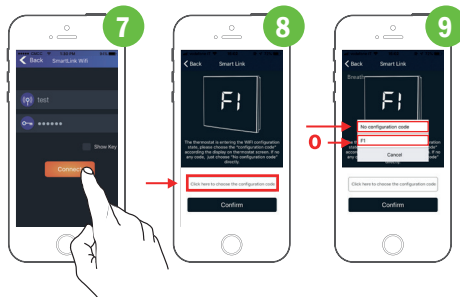 7
Back SmartLink Wifi
test
Show Key
Connect
8
Back Smart Link
F1
The thermostat is entering the WIFI configuration
state, please choose the "configuration code"
according the display on the thermostat screen. If no
any code, just choose "No configuration code"
directly.
Click here to choose the configuration code
Confirm
9
Back Smart Link
Breath
F1
No configuration code
O
F1
Cancel
directly.
Click here to choose the configuration code
Confirm